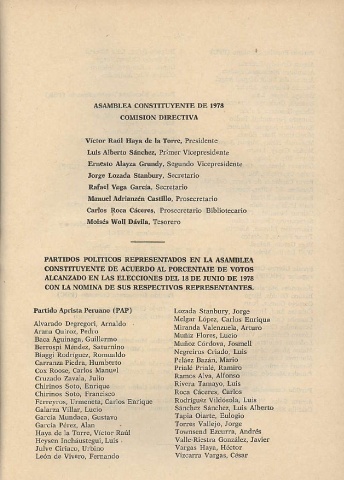 ASAMBLEA CONSTITUYENTE DE 1978
COMISION DIRECTIVA
Víctor Raúl Haya de la Torre, Presidente
Luis Alberto Sánchez, Primer Vicepresidente
Ernesto Alayza Grundy, Segundo Vicepresidente
Jorge Lozada Stanbury, Secretario
Rafael Vega García, Secretario
Manuel Adrianzén Castillo, Prosecretario
Carlos Roca Cáceres, Prosecretario Bibliotecario
Moisés Woll Dávila, Tesorero
PARTIDOS POLITICOS REPRESENTADOS EN LA ASAMBLEA
CONSTITUYENTE DE ACUERDO AL PORCENTAJE DE VOTOS
ALCANZADO EN LAS ELECCIONES DEL 18 DE JUNIO DE 1978
CON LA NOMINA DE SUS RESPECTIVOS REPRESENTANTES.
Partido Aprista Peruano (PAP)
Alvarado Degregori, Arnaldo
Arana Quiroz, Pedro
Baca Aguinaga, Guillermo
Berrospi Méndez, Saturnino
Biaggi Rodríguez, Romualdo
Carranza Piedra, Humberto
Cox Roose, Carlos Manuel
Cruzado Zavala, Julio
Chirinos Soto, Enrique
Chirinos Soto, Francisco
Ferreyros, Urmeneta, Carlos Enrique
Galarza Villar, Lucio
García Mundaca, Gustavo
García Pérez, Alan
Haya de la Torre, Víctor Raúl
Heysen Incháustegui, Luis
Julve Ciriaco, Urbino
León de Vivero, Fernando
Lozada Stanbury, Jorge
Melgar López, Carlos Enrique
Miranda Valenzuela, Arturo
Muñiz Flores, Lucio
Muñoz Córdova, Josmell
Negreiros Criado, Luis
Peláez Bazán, Mario
Prialé Prialé, Ramiro
Ramos Alva, Alfonso
Rivera Tamayo, Luis
Roca Cáceres, Carlos
Rodríguez Vildósola, Luis
Sánchez Sánchez, Luis Alberto
Tapia Olarte, Eulogio
Torres Vallejo, Jorge
Townsend Ezcurra, Andrés
Valle-Riestra González, Javier
Vargas Haya, Héctor
Vizcarra Vargas, César